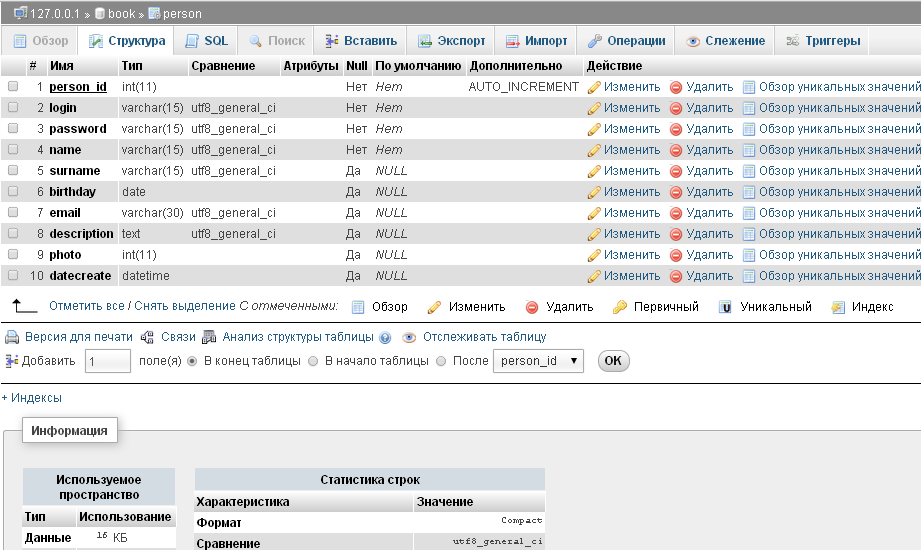 127.0.0.1 » book » person
Обзор Структура SQL Поиск Вставить Экспорт Импорт Операции Слежение Триггеры
# Имя Тип Сравнение Атрибуты Null По умолчанию Дополнительно Действие
1 person_id int(11) Нет Нет AUTO_INCREMENT Изменить Удалить Обзор уникальных значений
2 login varchar(15) utf8_general_ci Нет Нет Изменить Удалить Обзор уникальных значений
3 password varchar(15) utf8_general_ci Нет Нет Изменить Удалить Обзор уникальных значений
4 name varchar(15) utf8_general_ci Нет Нет Изменить Удалить Обзор уникальных значений
5 surname varchar(15) utf8_general_ci Да NULL Изменить Удалить Обзор уникальных значений
6 birthday date Да NULL Изменить Удалить Обзор уникальных значений
7 email varchar(30) utf8_general_ci Да NULL Изменить Удалить Обзор уникальных значений
8 description text utf8_general_ci Да NULL Изменить Удалить Обзор уникальных значений
9 photo int(11) Да NULL Изменить Удалить Обзор уникальных значений
10 datecreate datetime Да NULL Изменить Удалить Обзор уникальных значений
Отметить все / Снять выделение С отмеченными: Обзор Изменить Удалить Первичный Уникальный Индекс
Версия для печати Связи Анализ структуры таблицы Отслеживать таблицу
Добавить 1 поле(я) В конец таблицы В начало таблицы После person_id OK
+ Индексы
Информация
Используемое
пространство
Тип Использование
Данные 16 КБ
Статистика строк
Характеристика Значение
Формат Compact
Сравнение utf8_general_ci